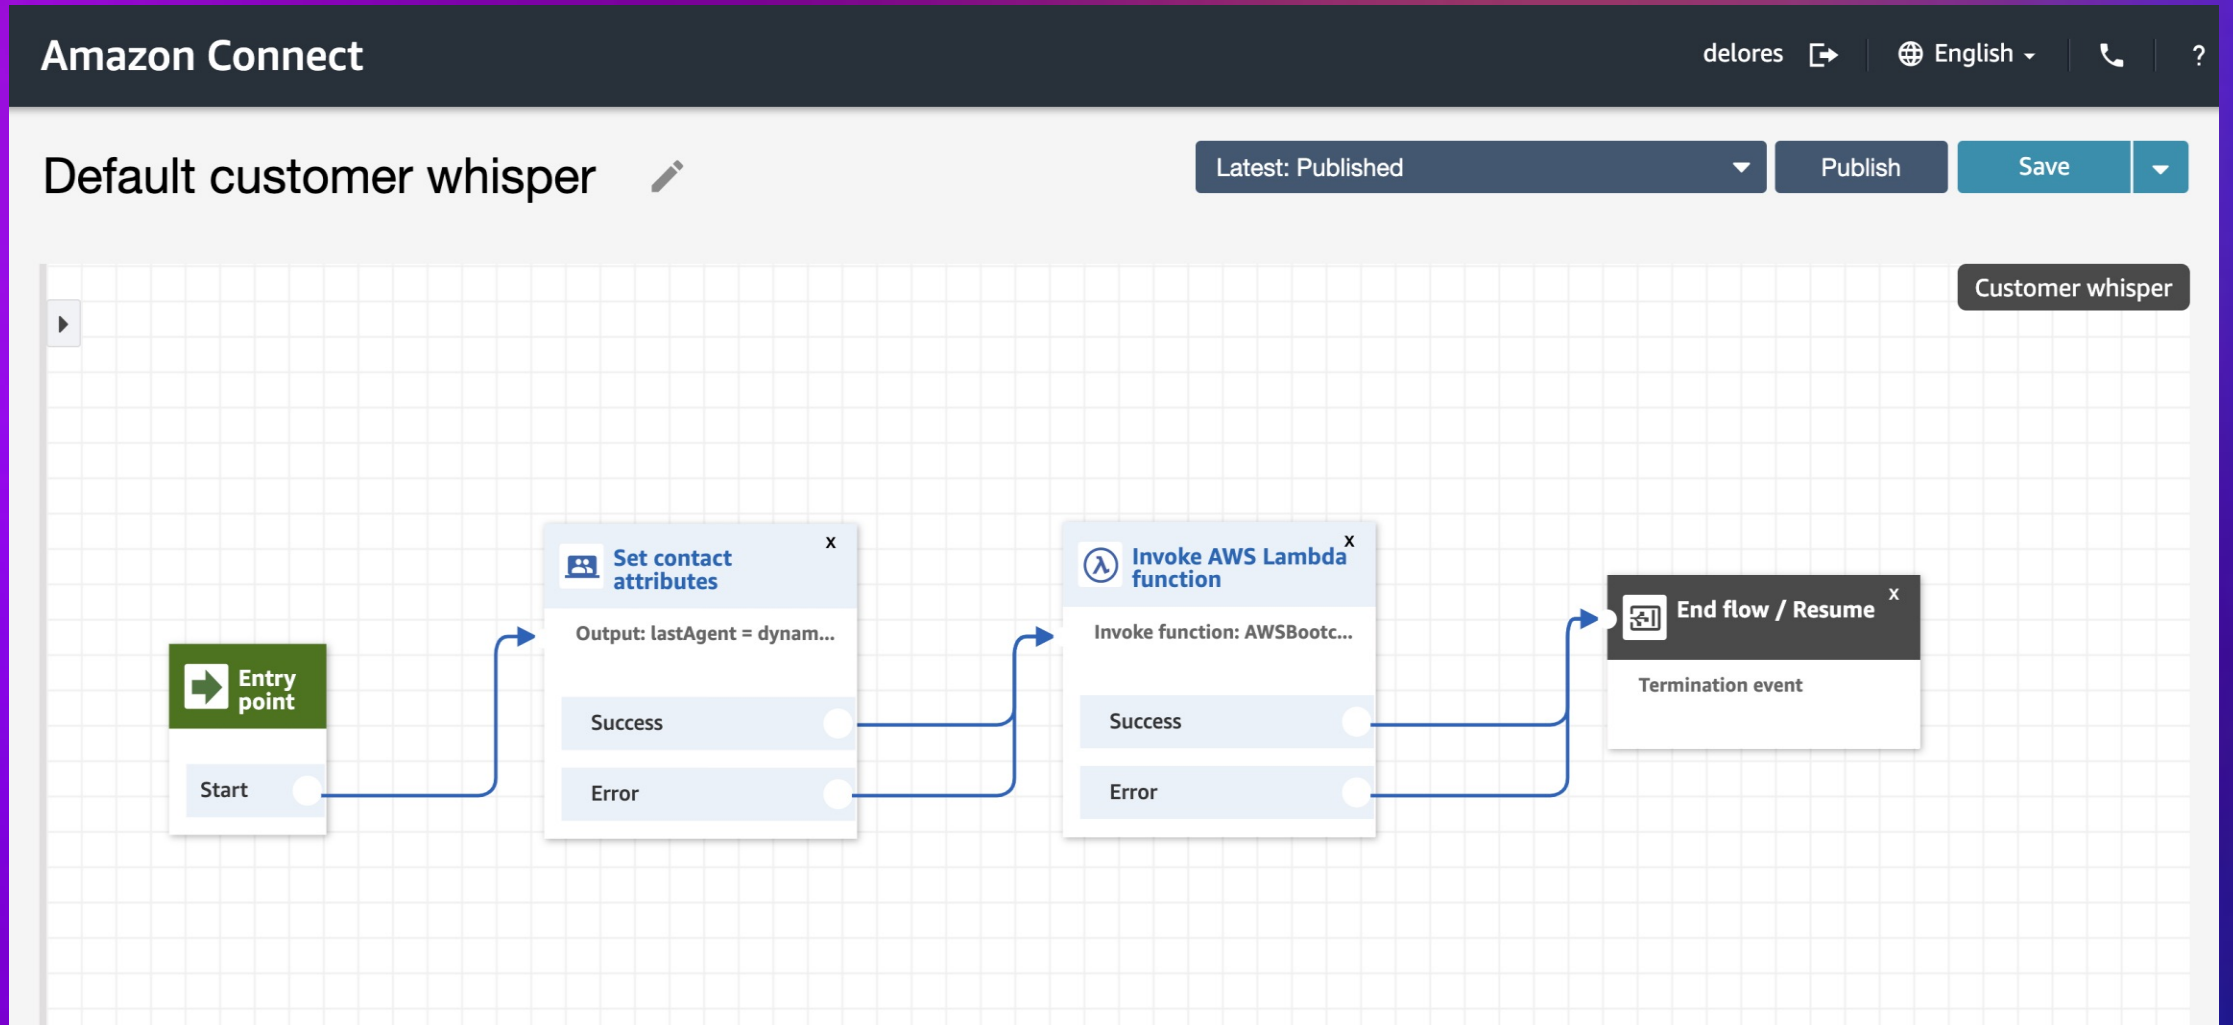 Amazon Connect
delores
English
?
Default customer whisper
Latest: Published
Publish
Save
Customer whisper
Entry
point
Start
Set contact
attributes
x
Output: lastAgent = dynam...
Success
Error
Invoke AWS Lambda
function
x
Invoke function: AWSBootc...
Success
Error
End flow / Resume
x
Termination event